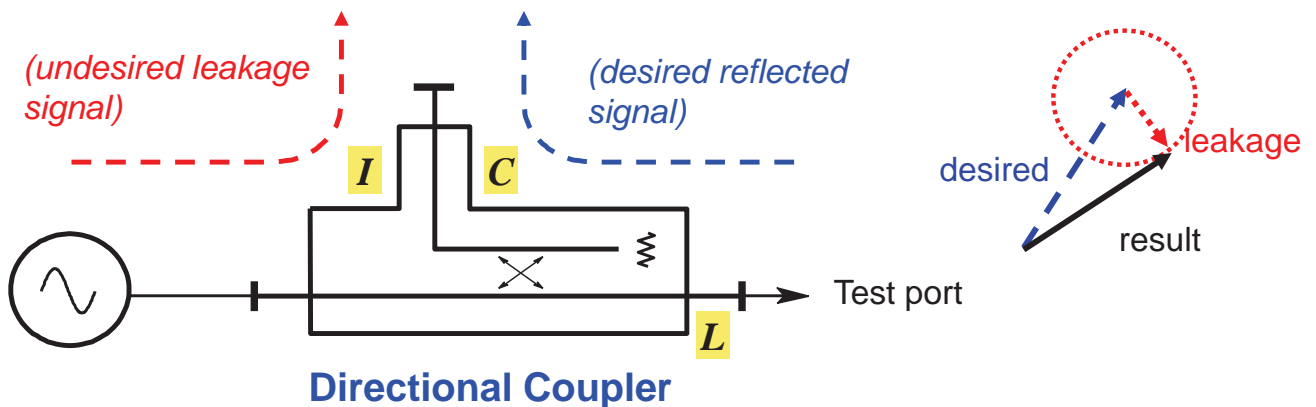 (undesired leakage
signal)
(desired reflected
signal)
I
C
leakage
desired
result
Test port
L
Directional Coupler